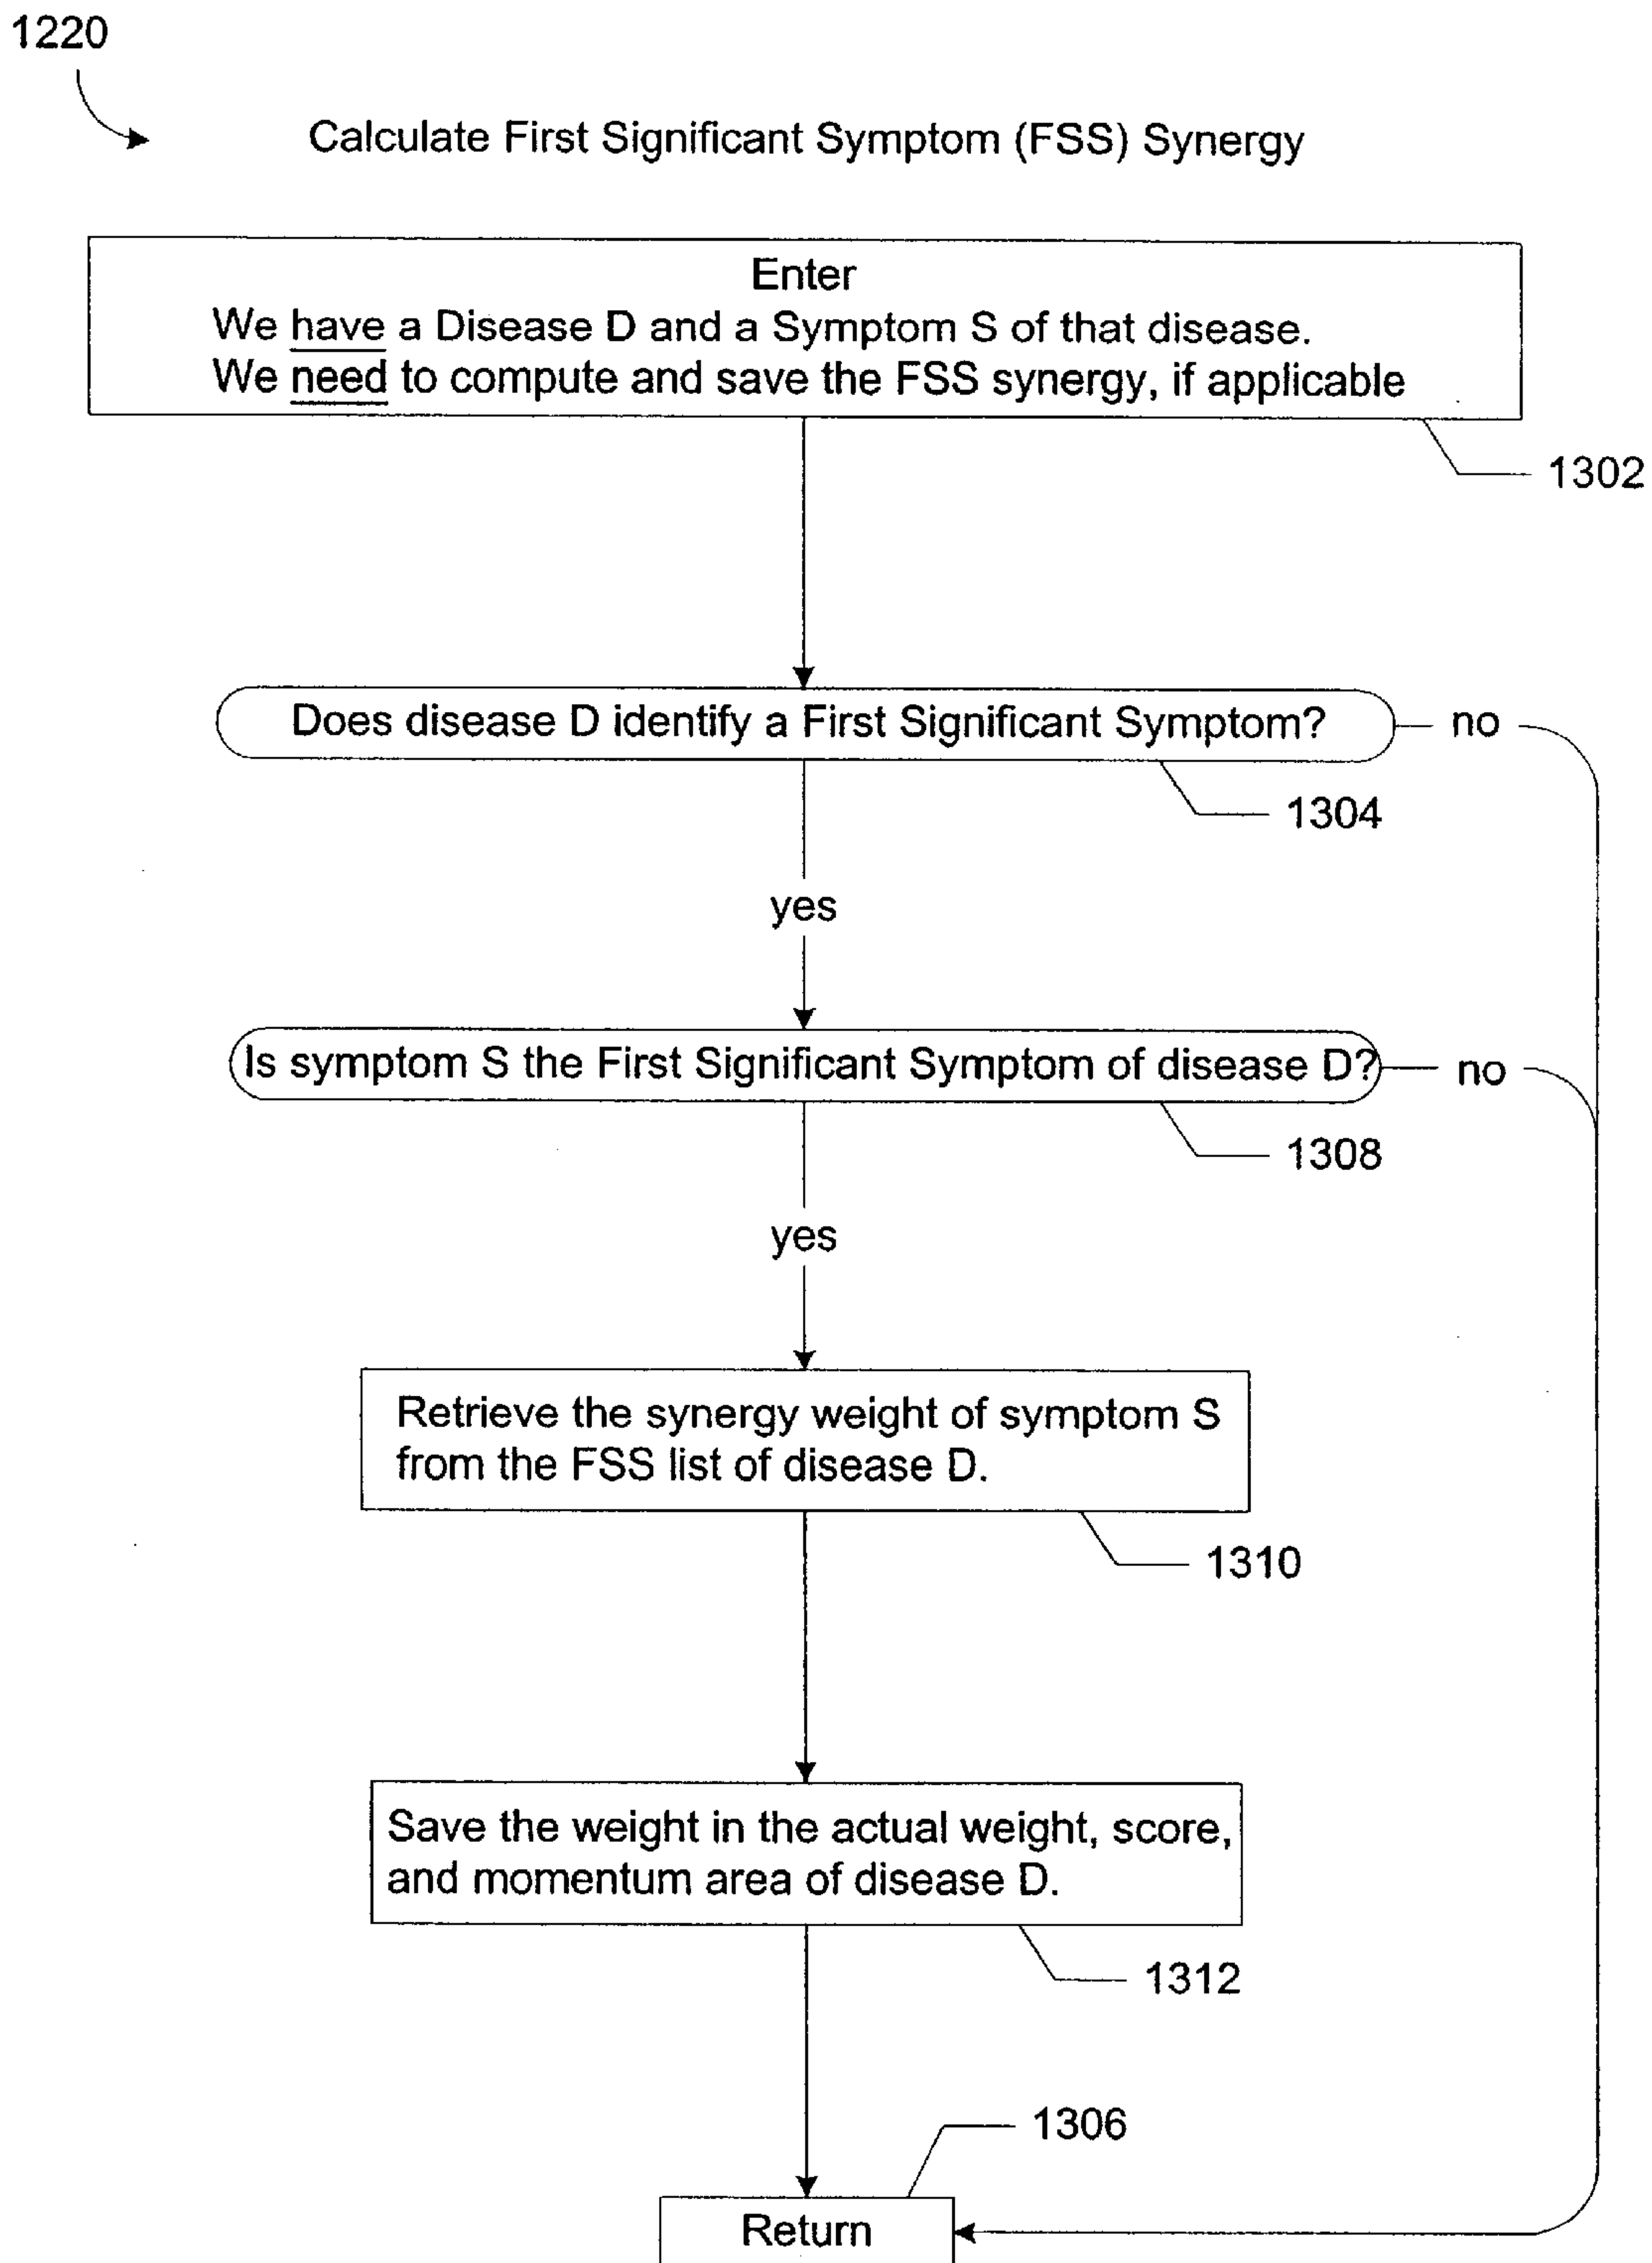 1220
Calculate First Significant Symptom (FSS) Synergy
Enter
We have a Disease D and a Symptom S of that disease.
We need to compute and save the FSS synergy, if applicable
1302
Does disease D identify a First Significant Symptom?
no
1304
yes
Is symptom S the First Significant Symptom of disease D?
no
1308
yes
Retrieve the synergy weight of symptom S
from the FSS list of disease D.
1310
Save the weight in the actual weight, score,
and momentum area of disease D.
1312
1306
Return